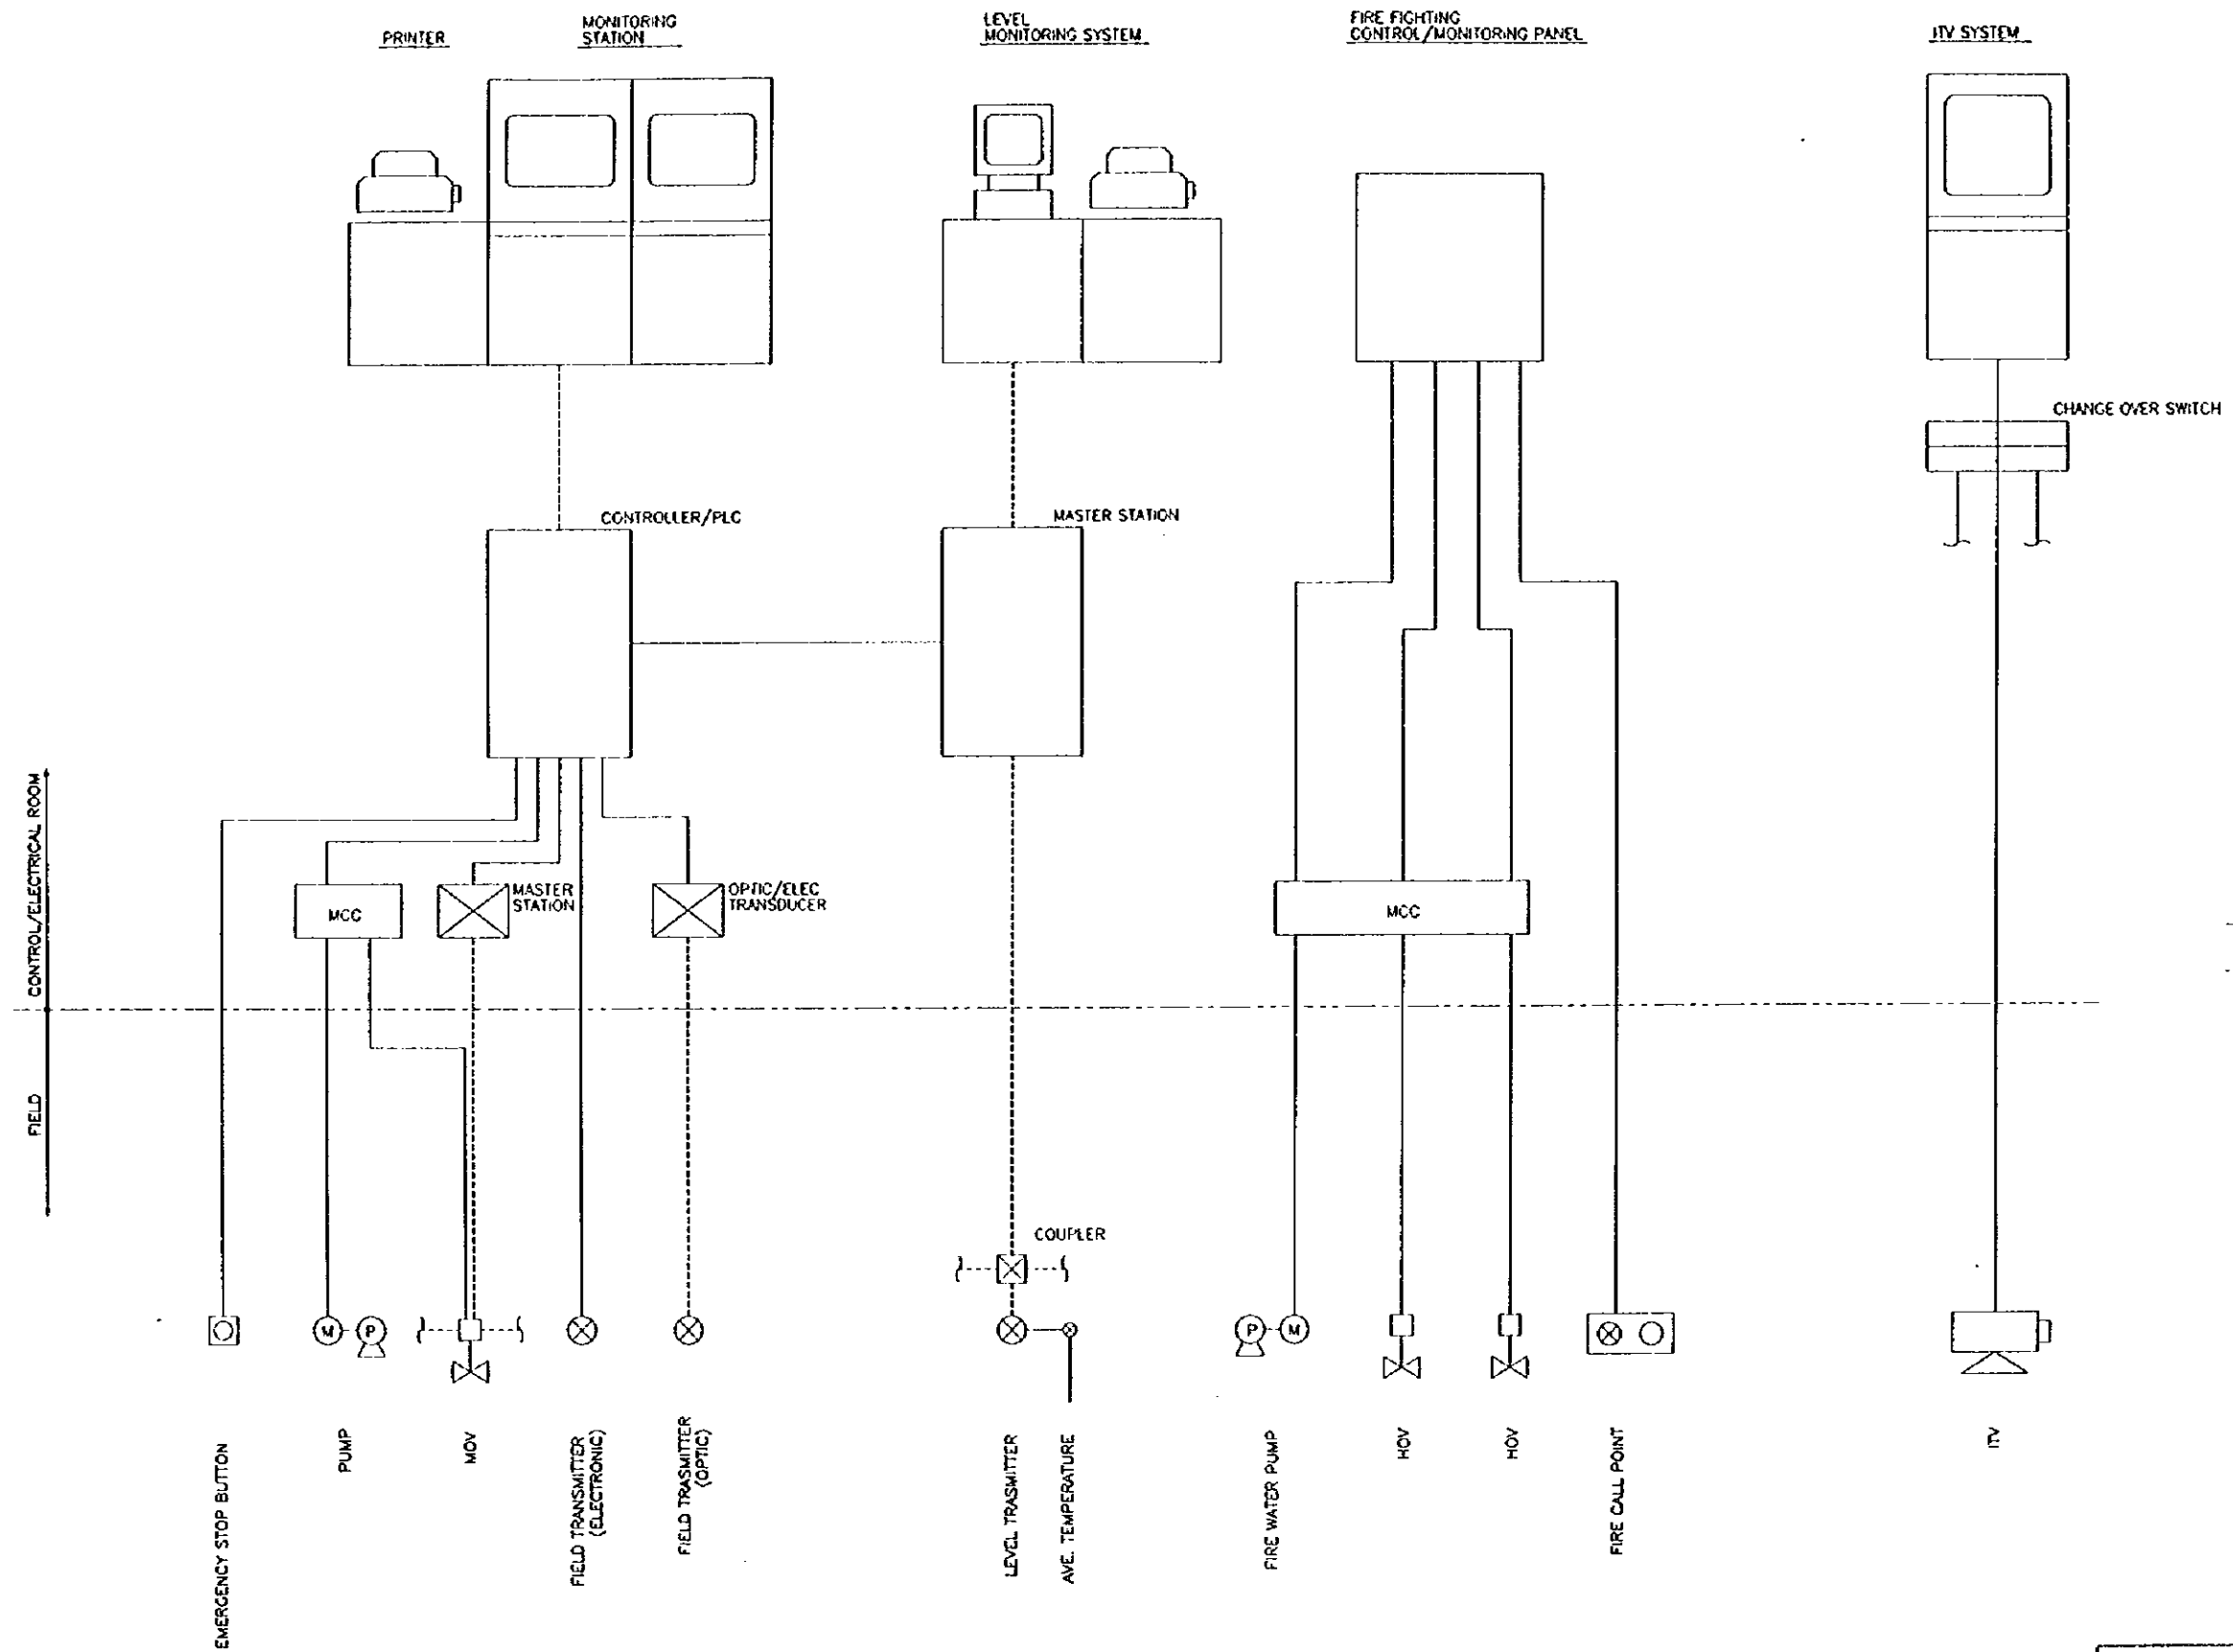 PRINTER
MONITORING
STATION
LEVEL
MONITORING SYSTEM
FIRE FIGHTING
CONTROL/MONITORING PANEL
ITV SYSTEM
CHANGE OVER SWITCH
CONTROLLER/PLC
MASTER STATION
CONTROL/ELECTRICAL ROOM
FIELD
MCC
MASTER
STATION
OPTIC/ELEC
TRANSDUCER
MCC
COUPLER
M
P
P
M
EMERGENCY STOP BUTTON
PUMP
MOV
FIELD TRANSMITTER
(ELECTRONIC)
FIELD TRASMITTER
(OPTIC)
LEVEL TRASMITTER
AVE. TEMPERATURE
FIRE WATER PUMP
HOV
HOV
FIRE CALL POINT
ITV